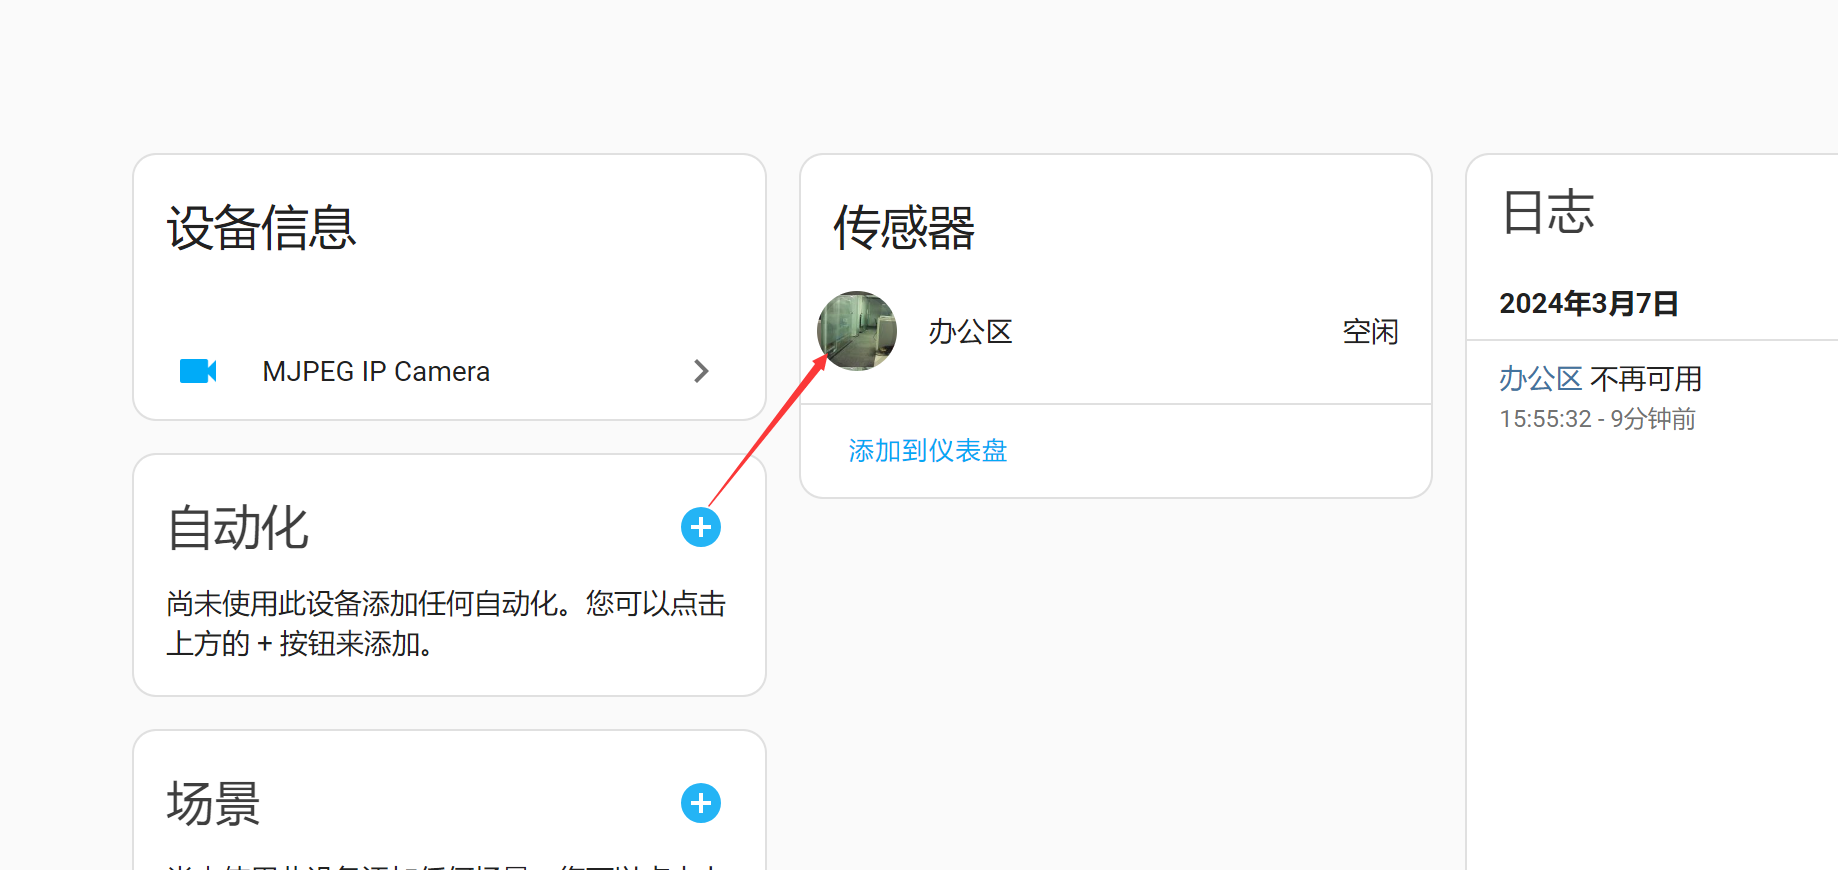 设备信息
MJPEG IP Camera
自动化
尚未使用此设备添加任何自动化。您可以点击
上方的 + 按钮来添加。
场景
传感器
办公区
空闲
添加到仪表盘
日志
2024年3月7日
办公区 不再可用
15:55:32 - 9分钟前